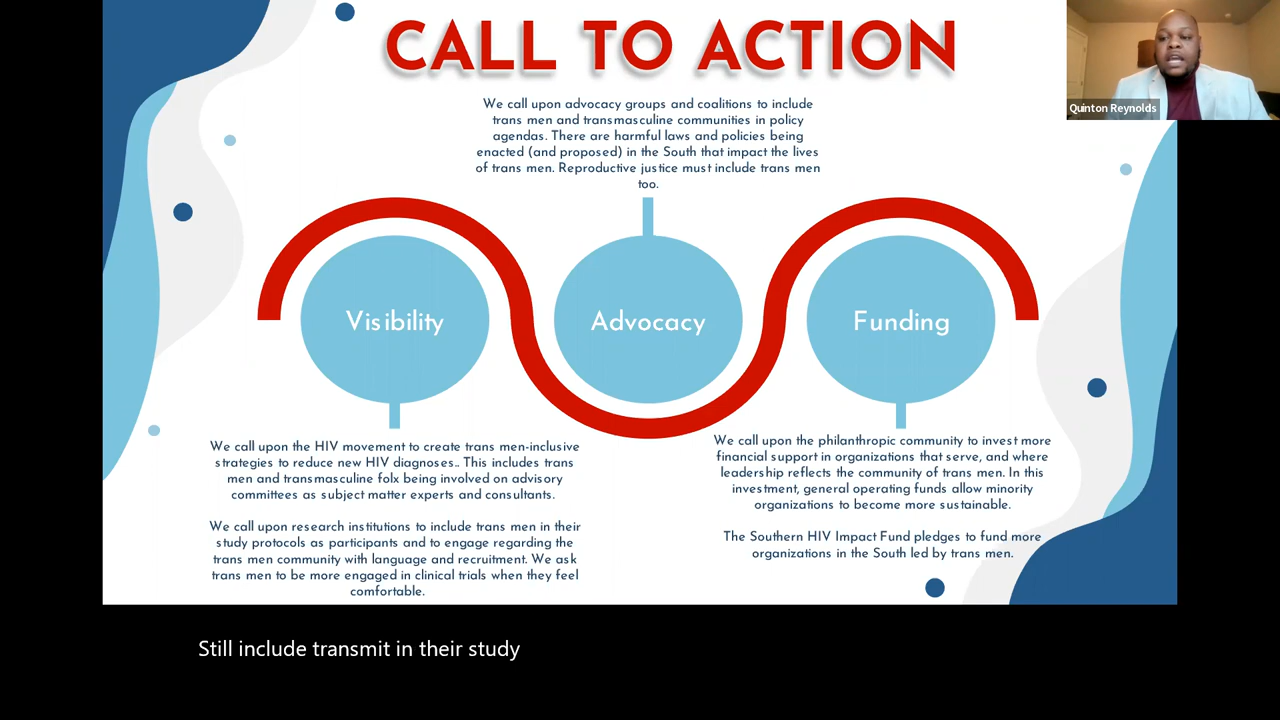 CALL TO ACTION
Quinton Reynolds
We call upon advocacy groups and coalitions to include
trans men and transmasculine communities in policy
agendas. There are harmful laws and policies being
enacted (and proposed) in the South that impact the lives
of trans men. Reproductive justice must include trans men
too.
Visibility
Advocacy
Funding
We call upon the HIV movement to create trans men-inclusive
strategies to reduce new HIV diagnoses.. This includes trans
men and transmasculine folx being involved on advisory
committees as subject matter experts and consultants.
We call upon research institutions to include trans men in their
study protocols as participants and to engage regarding the
trans men community with language and recruitment. We ask
trans men to be more engaged in clinical trials when they feel
comfortable.
We call upon the philanthropic community to invest more
financial support in organizations that serve, and where
leadership reflects the community of trans men. In this
investment, general operating funds allow minority
organizations to become more sustainable.
The Southern HIV Impact Fund pledges to fund more
organizations in the South led by trans men.
Still include transmit in their study